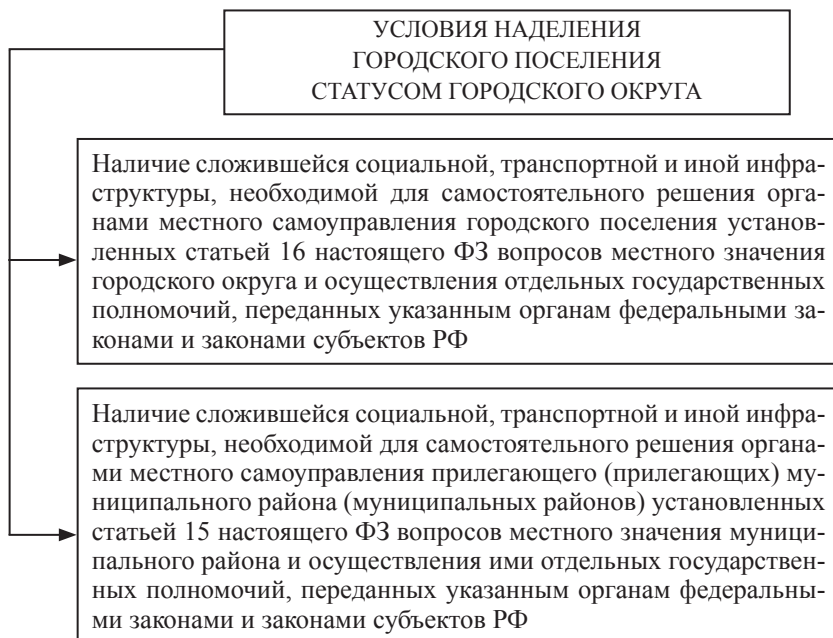 УСЛОВИЯ НАДЕЛЕНИЯ
ГОРОДСКОГО ПОСЕЛЕНИЯ
СТАТУСОМ ГОРОДСКОГО ОКРУГА
Наличие сложившейся социальной, транспортной и иной инфра-
структуры, необходимой для самостоятельного решения орга-
нами местного самоуправления городского поселения установ-
ленных статьей 16 настоящего ФЗ вопросов местного значения
городского округа и осуществления отдельных государственных
полномочий, переданных указанным органам федеральными за-
конами и законами субъектов РФ
Наличие сложившейся социальной, транспортной и иной инфра-
структуры, необходимой для самостоятельного решения органа-
ми местного самоуправления прилегающего (прилегающих) му-
ниципального района (муниципальных районов) установленных
статьей 15 настоящего ФЗ вопросов местного значения муници-
пального района и осуществления ими отдельных государствен-
ных полномочий, переданных указанным органам федеральны-
ми законами и законами субъектов РФ